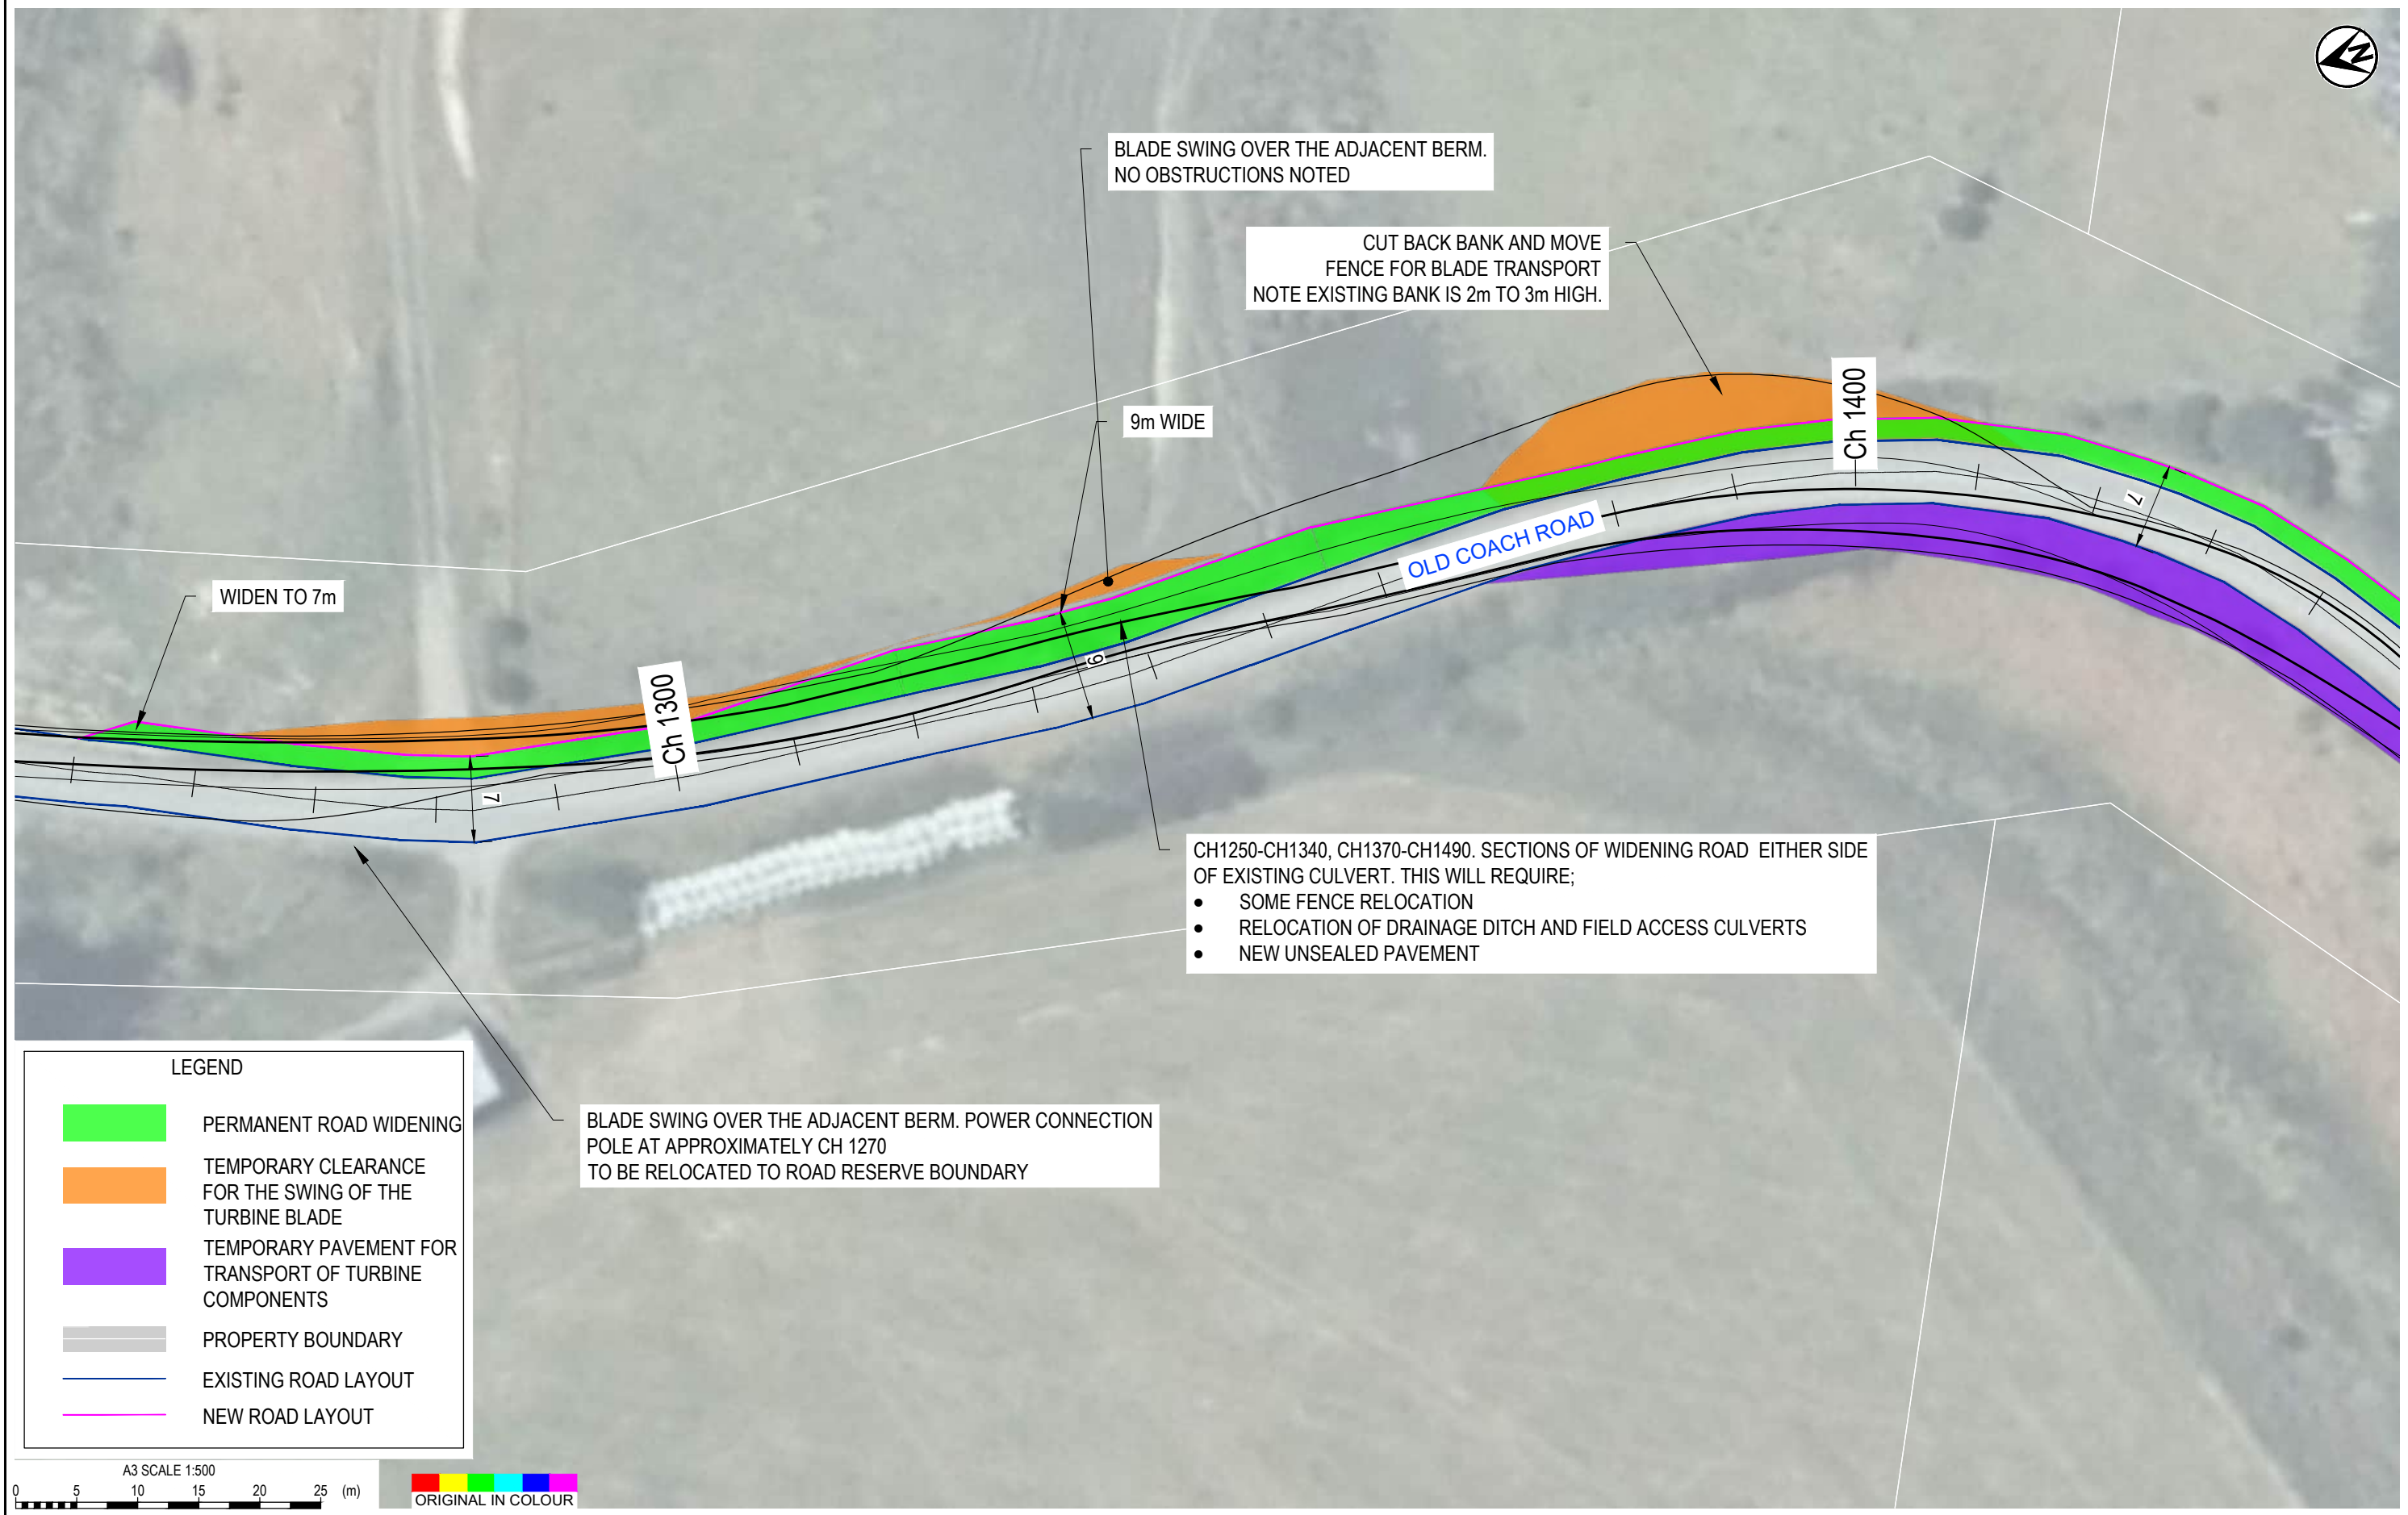 N
BLADE SWING OVER THE ADJACENT BERM.
NO OBSTRUCTIONS NOTED
CUT BACK BANK AND MOVE
FENCE FOR BLADE TRANSPORT
NOTE EXISTING BANK IS 2m TO 3m HIGH.
9m WIDE
Ch 1400
7
OLD COACH ROAD
WIDEN TO 7m
9
Ch 1300
7
CH1250-CH1340, CH1370-CH1490. SECTIONS OF WIDENING ROAD EITHER SIDE
OF EXISTING CULVERT. THIS WILL REQUIRE;
• SOME FENCE RELOCATION
• RELOCATION OF DRAINAGE DITCH AND FIELD ACCESS CULVERTS
• NEW UNSEALED PAVEMENT
BLADE SWING OVER THE ADJACENT BERM. POWER CONNECTION
POLE AT APPROXIMATELY CH 1270
TO BE RELOCATED TO ROAD RESERVE BOUNDARY
LEGEND
PERMANENT ROAD WIDENING
TEMPORARY CLEARANCE
FOR THE SWING OF THE
TURBINE BLADE
TEMPORARY PAVEMENT FOR
TRANSPORT OF TURBINE
COMPONENTS
PROPERTY BOUNDARY
EXISTING ROAD LAYOUT
NEW ROAD LAYOUT
A3 SCALE 1:500
0 5 10 15 20 25 (m)
ORIGINAL IN COLOUR